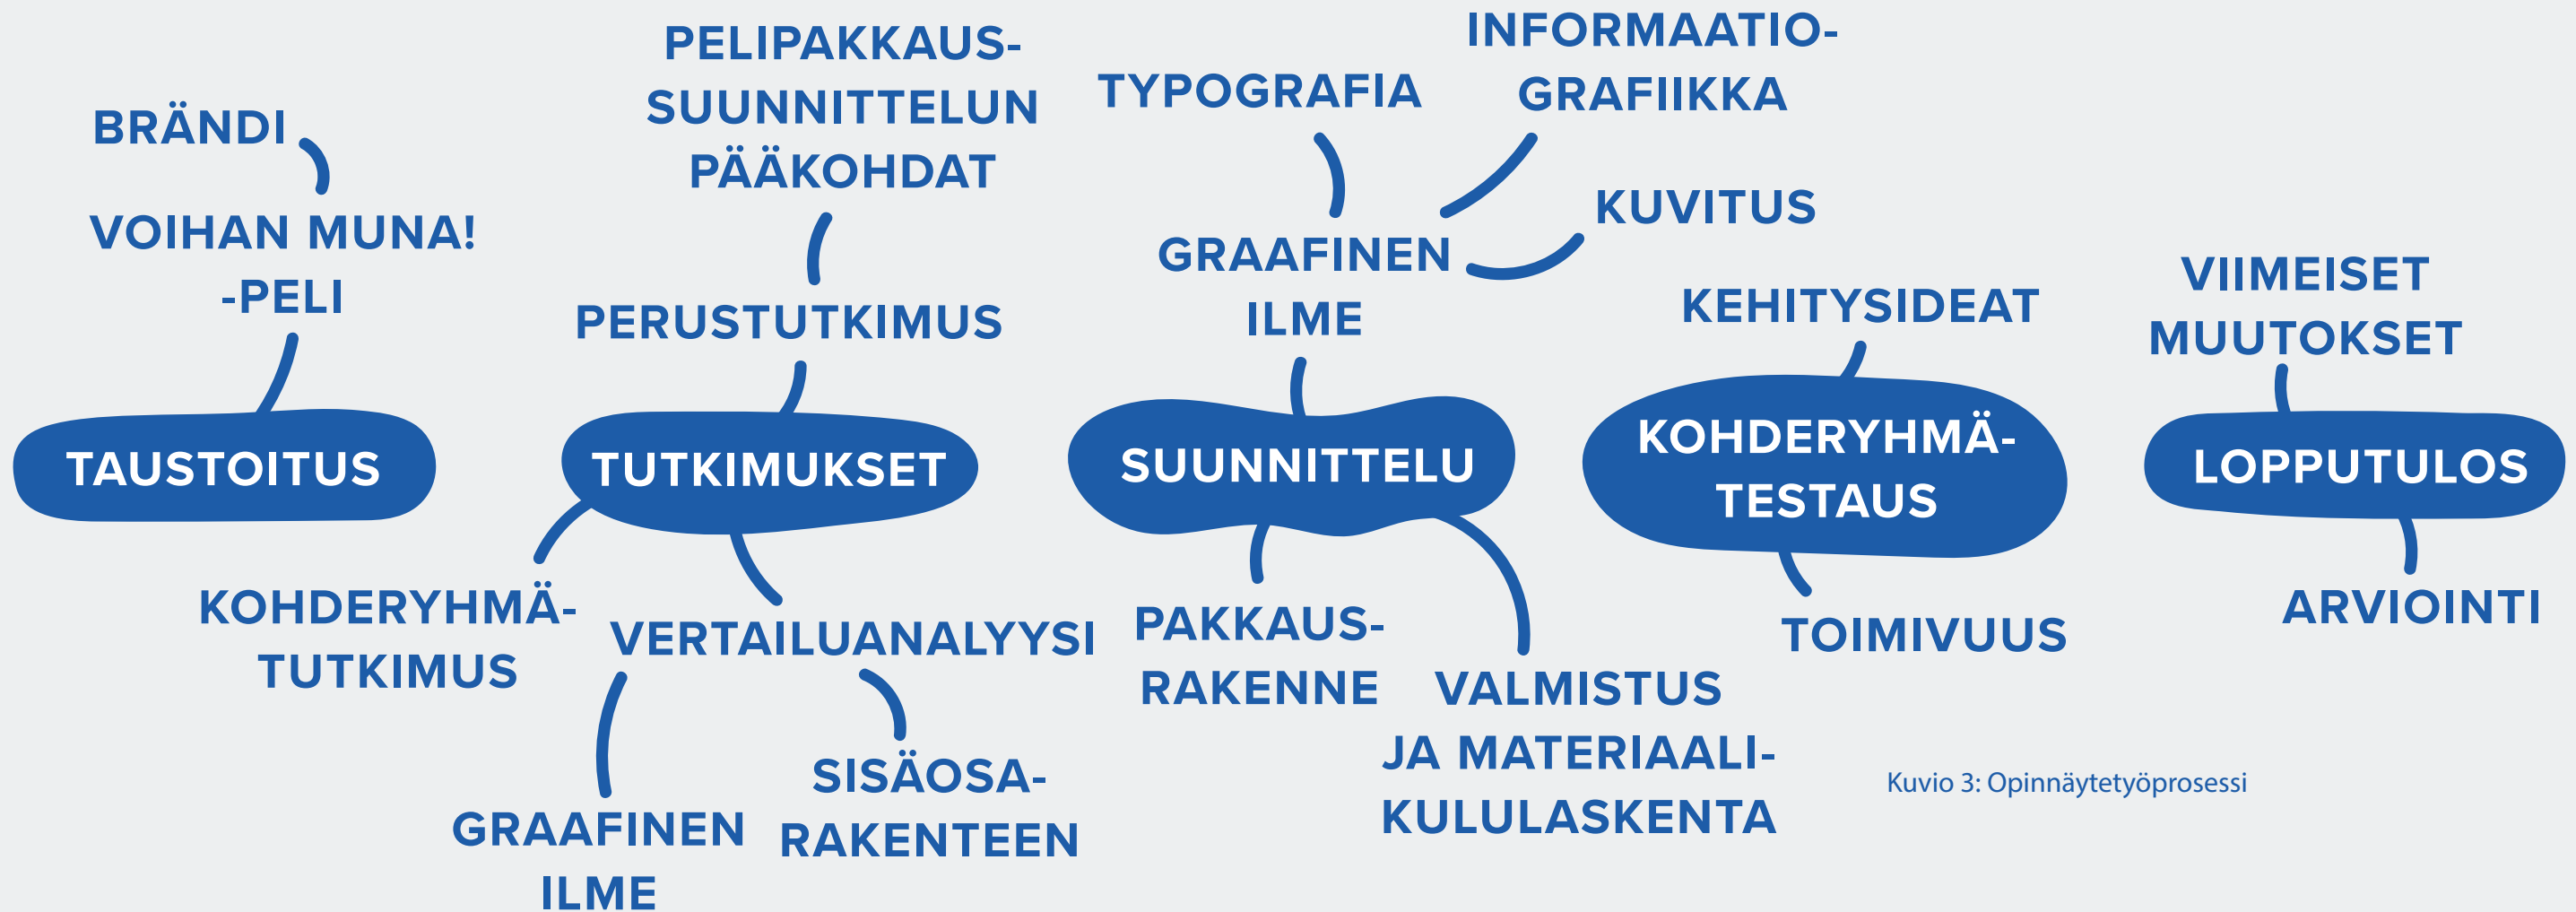 BRÄNDI
VOIHAN MUNA!
-PELI
TAUSTOITUS
PELIPAKKAUS-
SUUNNITTELUN
PÄÄKOHDAT
PERUSTUTKIMUS
TUTKIMUKSET
KOHDERYHMÄ-
TUTKIMUS
VERTAILUANALYYSI
GRAAFINEN
ILME
SISÄOSA-
RAKENTEEN
TYPOGRAFIA
INFORMAATIO-
GRAFIIKKA
KUVITUS
GRAAFINEN
ILME
SUUNNITTELU
PAKKAUS-
RAKENNE
VALMISTUS
JA MATERIAALI-
KULULASKENTA
KEHITYSIDEAT
KOHDERYHMÄ-
TESTAUS
TOIMIVUUS
VIIMEISET
MUUTOKSET
LOPPUTULOS
ARVIOINTI
Kuvio 3: Opinnäytetyöprosessi